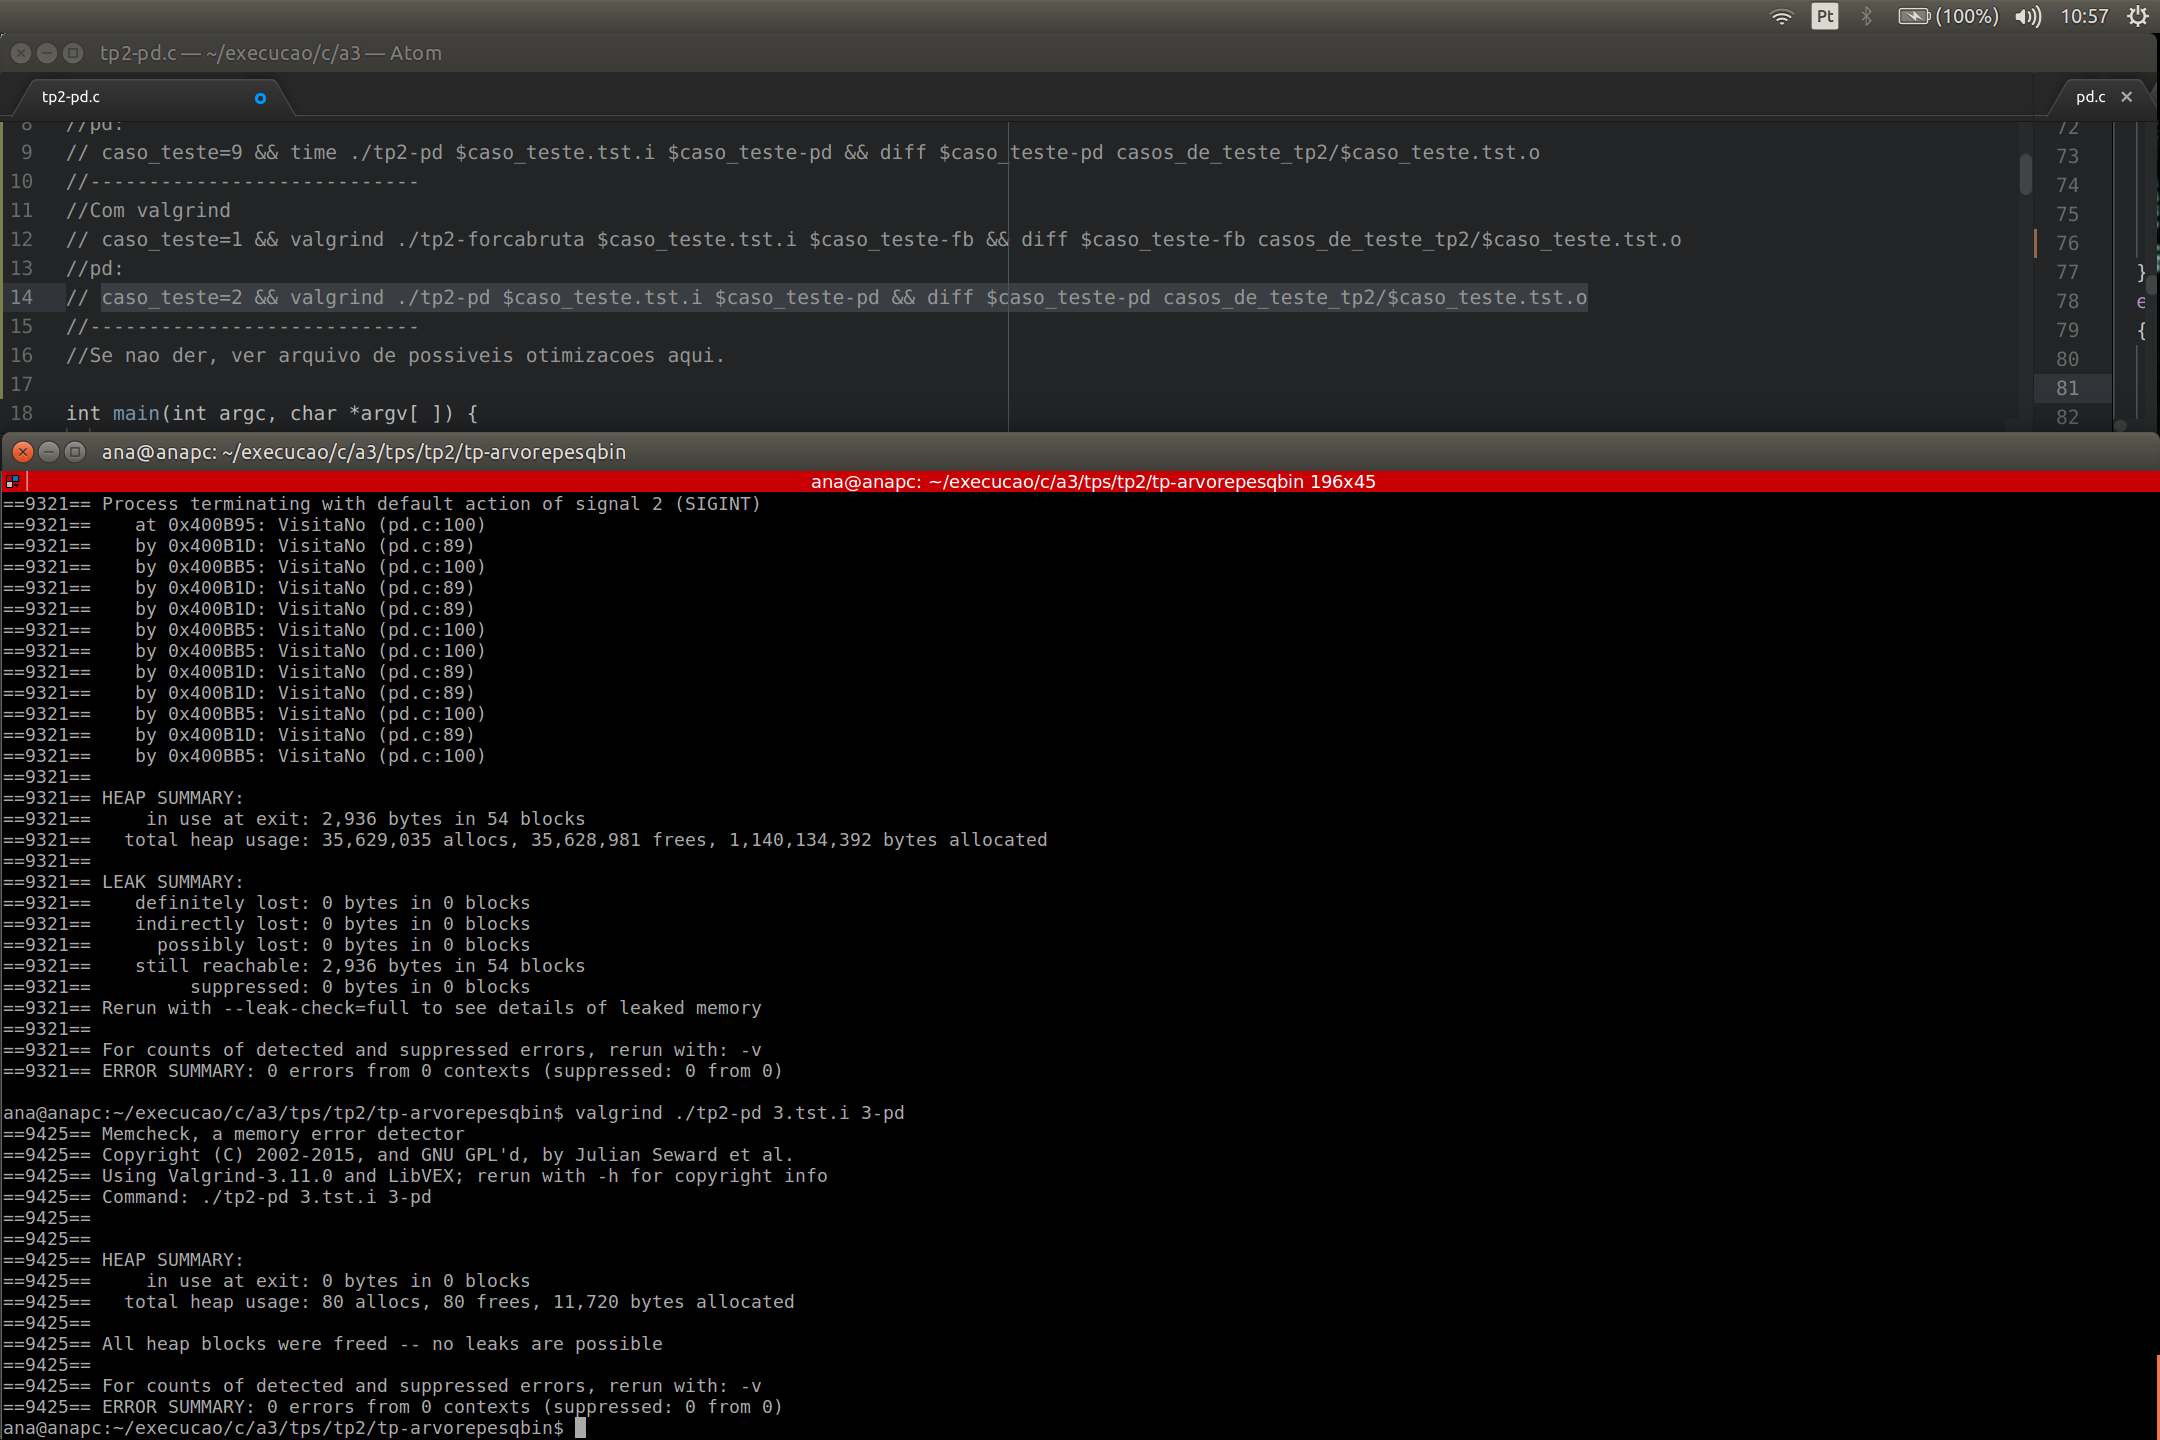 Pt (100%) 10:57
tp2-pd.c — ~/execucao/c/a3 — Atom
tp2-pd.c
pd.c
8 //pd:
9 // caso_teste=9 && time ./tp2-pd $caso_teste.tst.i $caso_teste-pd && diff $caso_teste-pd casos_de_teste_tp2/$caso_teste.tst.o
10 //----------------------------
11 //Com valgrind
12 // caso_teste=1 && valgrind ./tp2-forcabruta $caso_teste.tst.i $caso_teste-fb && diff $caso_teste-fb casos_de_teste_tp2/$caso_teste.tst.o
13 //pd:
14 // caso_teste=2 && valgrind ./tp2-pd $caso_teste.tst.i $caso_teste-pd && diff $caso_teste-pd casos_de_teste_tp2/$caso_teste.tst.o
15 //----------------------------
16 //Se nao der, ver arquivo de possiveis otimizacoes aqui.
17
18 int main(int argc, char *argv[ ]) {
72
73
74
75
76
77 }
78 e
79 {
80
81
82
ana@anapc: ~/execucao/c/a3/tps/tp2/tp-arvorepesqbin
ana@anapc: ~/execucao/c/a3/tps/tp2/tp-arvorepesqbin 196x45
==9321== Process terminating with default action of signal 2 (SIGINT)
==9321==    at 0x400B95: VisitaNo (pd.c:100)
==9321==    by 0x400B1D: VisitaNo (pd.c:89)
==9321==    by 0x400BB5: VisitaNo (pd.c:100)
==9321==    by 0x400B1D: VisitaNo (pd.c:89)
==9321==    by 0x400B1D: VisitaNo (pd.c:89)
==9321==    by 0x400BB5: VisitaNo (pd.c:100)
==9321==    by 0x400BB5: VisitaNo (pd.c:100)
==9321==    by 0x400B1D: VisitaNo (pd.c:89)
==9321==    by 0x400B1D: VisitaNo (pd.c:89)
==9321==    by 0x400BB5: VisitaNo (pd.c:100)
==9321==    by 0x400B1D: VisitaNo (pd.c:89)
==9321==    by 0x400BB5: VisitaNo (pd.c:100)
==9321==
==9321== HEAP SUMMARY:
==9321==     in use at exit: 2,936 bytes in 54 blocks
==9321==   total heap usage: 35,629,035 allocs, 35,628,981 frees, 1,140,134,392 bytes allocated
==9321==
==9321== LEAK SUMMARY:
==9321==    definitely lost: 0 bytes in 0 blocks
==9321==    indirectly lost: 0 bytes in 0 blocks
==9321==      possibly lost: 0 bytes in 0 blocks
==9321==    still reachable: 2,936 bytes in 54 blocks
==9321==         suppressed: 0 bytes in 0 blocks
==9321== Rerun with --leak-check=full to see details of leaked memory
==9321==
==9321== For counts of detected and suppressed errors, rerun with: -v
==9321== ERROR SUMMARY: 0 errors from 0 contexts (suppressed: 0 from 0)
ana@anapc:~/execucao/c/a3/tps/tp2/tp-arvorepesqbin$ valgrind ./tp2-pd 3.tst.i 3-pd
==9425== Memcheck, a memory error detector
==9425== Copyright (C) 2002-2015, and GNU GPL'd, by Julian Seward et al.
==9425== Using Valgrind-3.11.0 and LibVEX; rerun with -h for copyright info
==9425== Command: ./tp2-pd 3.tst.i 3-pd
==9425==
==9425==
==9425== HEAP SUMMARY:
==9425==     in use at exit: 0 bytes in 0 blocks
==9425==   total heap usage: 80 allocs, 80 frees, 11,720 bytes allocated
==9425==
==9425== All heap blocks were freed -- no leaks are possible
==9425==
==9425== For counts of detected and suppressed errors, rerun with: -v
==9425== ERROR SUMMARY: 0 errors from 0 contexts (suppressed: 0 from 0)
ana@anapc:~/execucao/c/a3/tps/tp2/tp-arvorepesqbin$